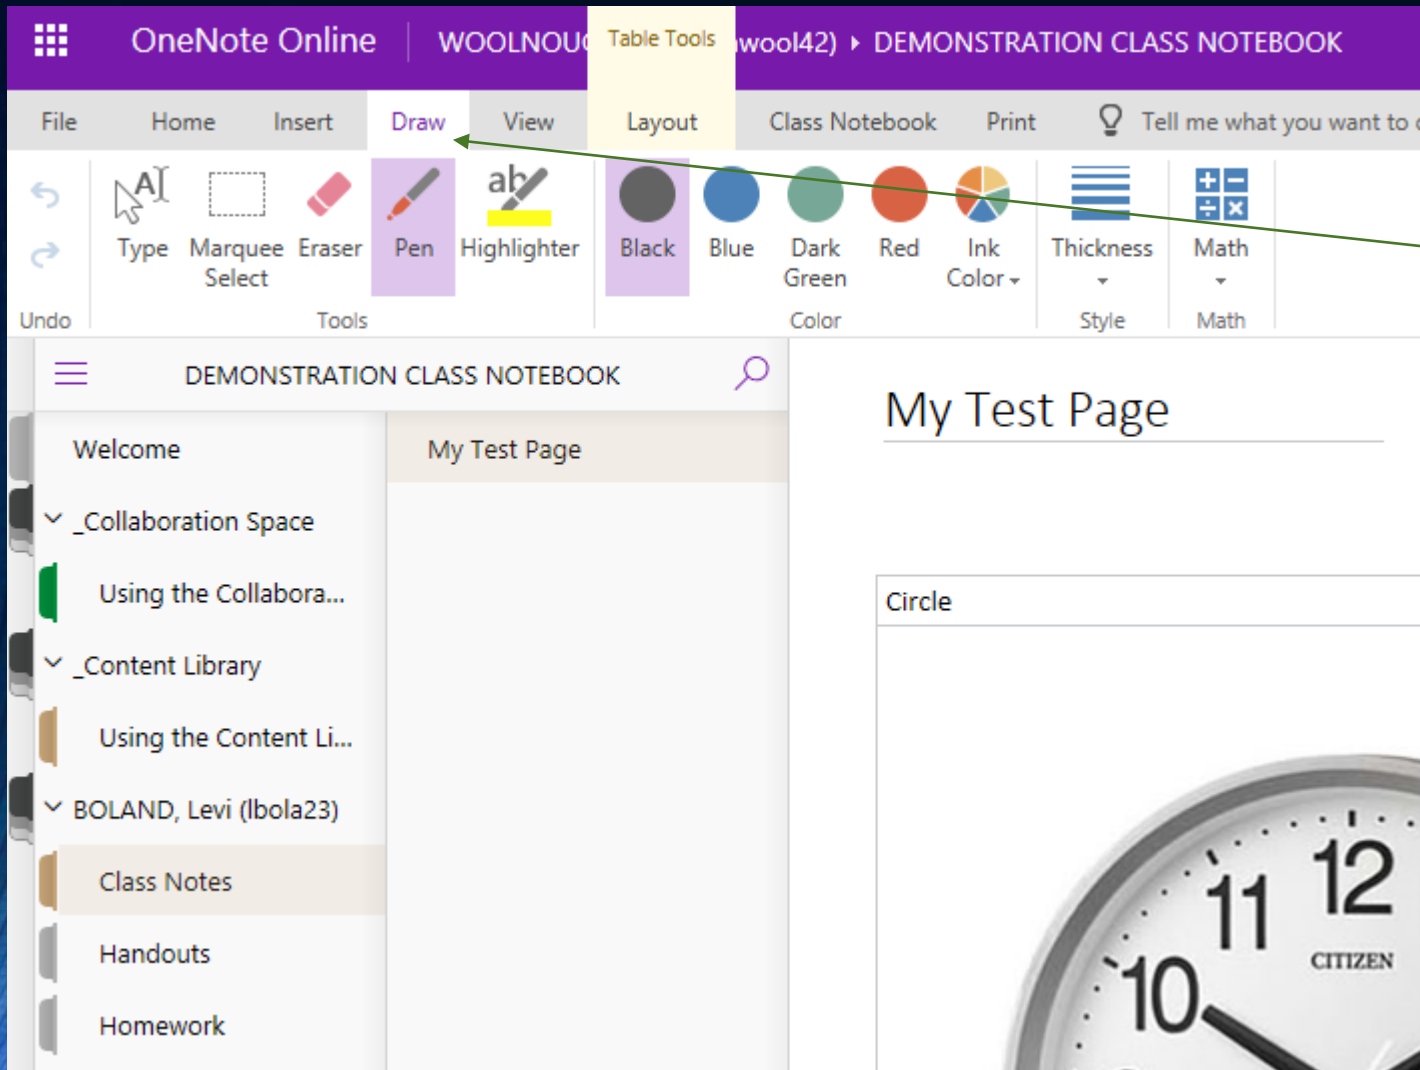 OneNote Online
WOOLNOU
Table Tools
wool42) ▸ DEMONSTRATION CLASS NOTEBOOK
File Home Insert Draw View Layout Class Notebook Print Tell me what you want to
Type Marquee Select Eraser Pen Highlighter Black Blue Dark Green Red Ink Color Thickness Math
Undo Tools Color Style Math
DEMONSTRATION CLASS NOTEBOOK
Welcome
_Collaboration Space
Using the Collabora...
_Content Library
Using the Content Li...
BOLAND, Levi (lbola23)
Class Notes
Handouts
Homework
My Test Page
My Test Page
Circle
12
11
10
CITIZEN